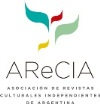 AReCIA
ASOCIACIÓN DE REVISTAS
CULTURALES INDEPENDIENTES
DE ARGENTINA